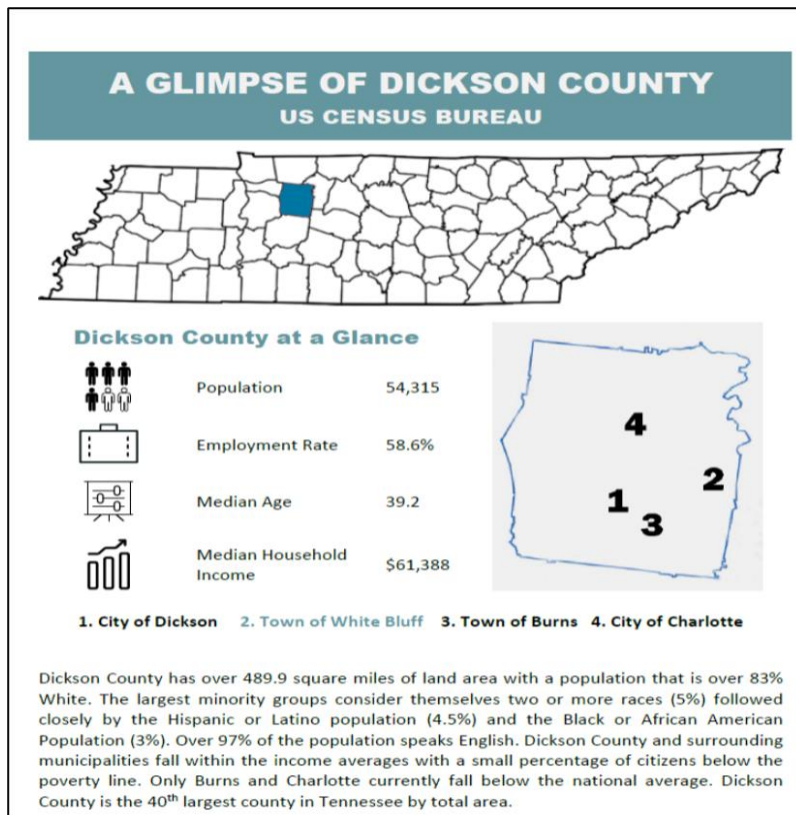 A GLIMPSE OF DICKSON COUNTY
US CENSUS BUREAU
Dickson County at a Glance
Population 54,315
Employment Rate 58.6%
Median Age 39.2
Median Household
Income $61,388
4
2
1
3
1. City of Dickson 2. Town of White Bluff 3. Town of Burns 4. City of Charlotte
Dickson County has over 489.9 square miles of land area with a population that is over 83%
White. The largest minority groups consider themselves two or more races (5%) followed
closely by the Hispanic or Latino population (4.5%) and the Black or African American
Population (3%). Over 97% of the population speaks English. Dickson County and surrounding
municipalities fall within the income averages with a small percentage of citizens below the
poverty line. Only Burns and Charlotte currently fall below the national average. Dickson
County is the 40th largest county in Tennessee by total area.